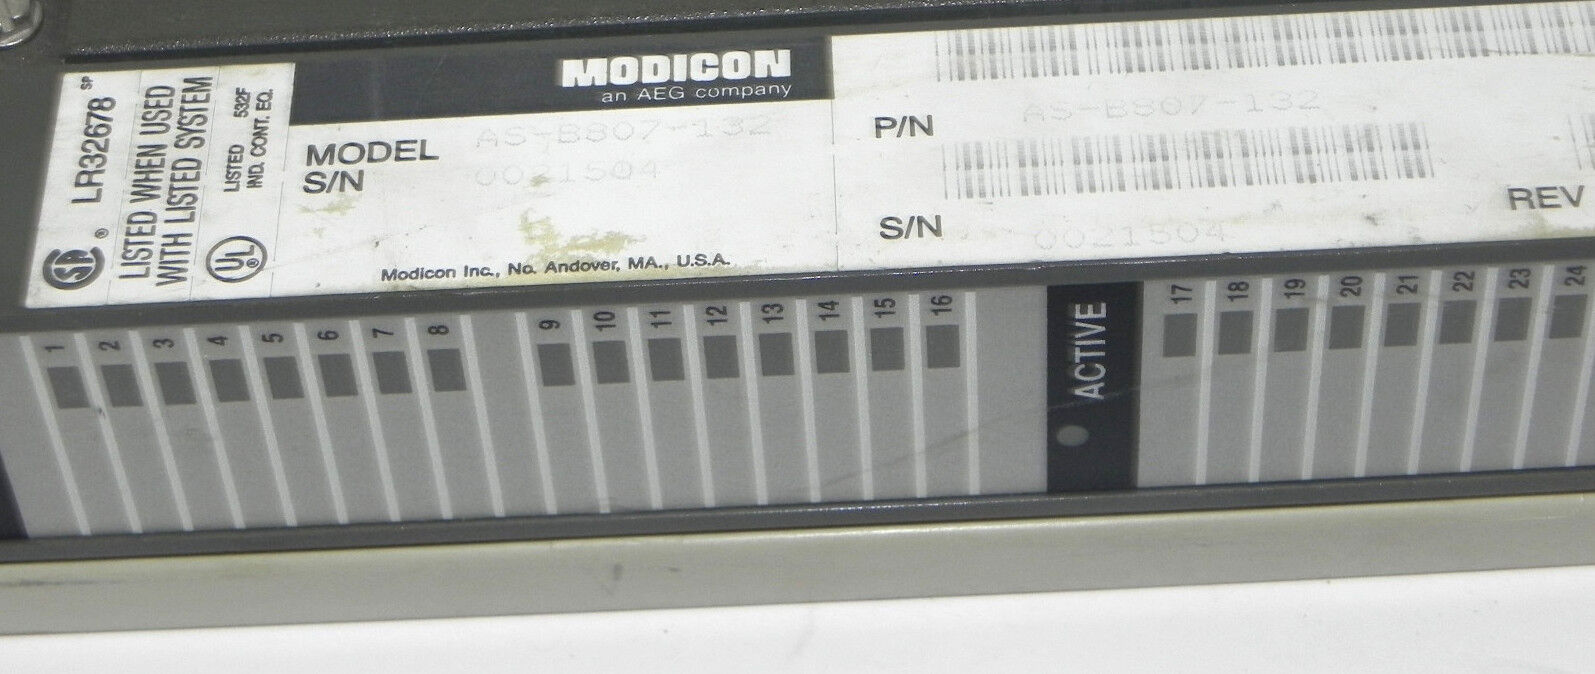 LR32678 SP
LISTED WHEN USED
WITH LISTED SYSTEM
LISTED 532F
IND. CONT. EQ.
SP ®
UL ®
MODICON
an AEG company
MODEL AS-B807-132
S/N 0021504
Modicon Inc., No. Andover, MA., U.S.A.
P/N AS-B807-132
S/N 0021504
REV
1 2 3 4 5 6 7 8 9 10 11 12 13 14 15 16
ACTIVE
17 18 19 20 21 22 23 24